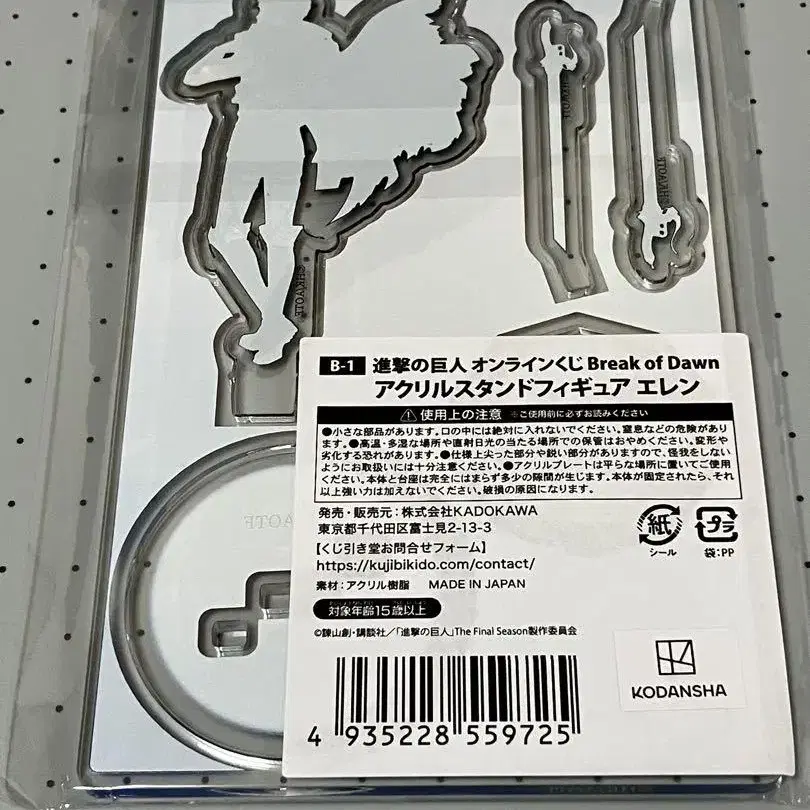 B-1 進撃の巨人 オンラインくじ Break of Dawn
アクリルスタンドフィギュア エレン
⚠使用上の注意 ※ご使用前に必ずお読みください
●小さな部品があります。口の中には絶対に入れないでください。窒息などの危険があり
ます。●高温・多湿な場所や直射日光の当たる場所での保管はおやめください。変形や
劣化する恐れがあります。●仕様上尖った部分や鋭い部分がありますので、怪我をしない
ようにお取扱いには十分注意ください。●アクリルプレートは平らな場所に置いてご使用
ください。本体と台座は完全にはまらず多少の隙間が生じます。本体が固定されたら、それ
以上強い力は加えないでください。破損の原因になります。
発売・販売元：株式会社KADOKAWA
東京都千代田区富士見2-13-3
【くじ引き堂お問合せフォーム】
https://kujibikido.com/contact/
素材：アクリル樹脂 MADE IN JAPAN
対象年齢15歳以上
©諫山創・講談社／「進撃の巨人」The Final Season製作委員会
紙
シール
プラ
袋：PP
KODANSHA
4 935228 559725